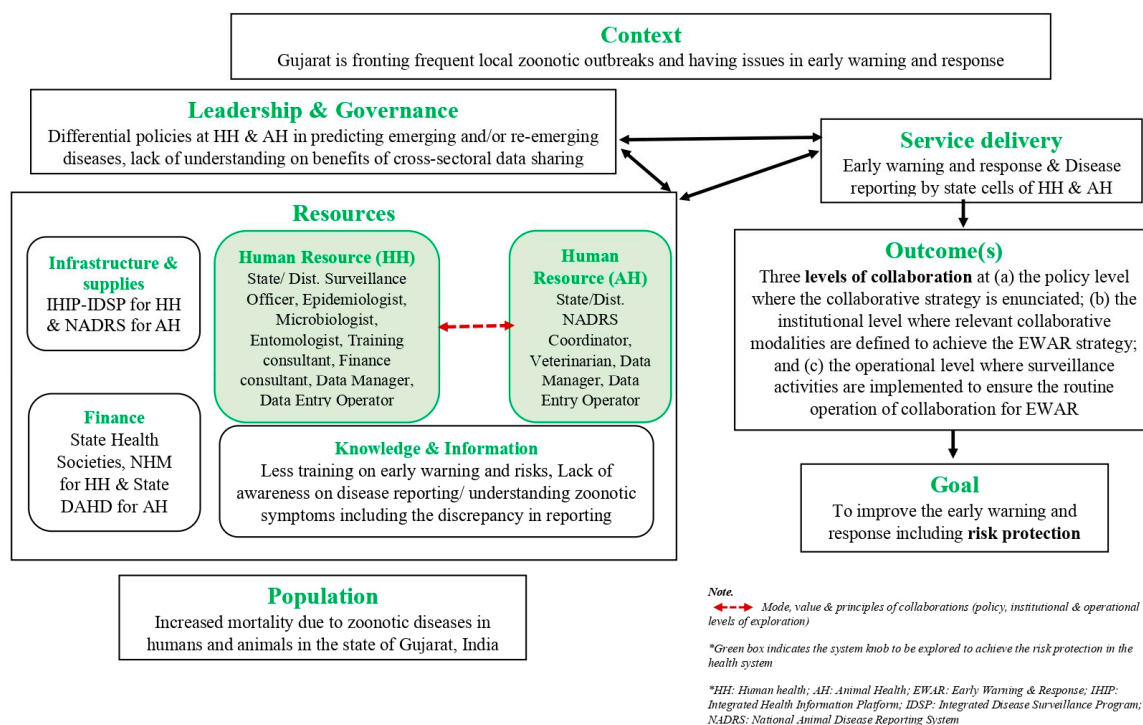 Context
Gujarat is fronting frequent local zoonotic outbreaks and having issues in early warning and response
Leadership & Governance
Differential policies at HH & AH in predicting emerging and/or re-emerging
diseases, lack of understanding on benefits of cross-sectoral data sharing
Service delivery
Early warning and response & Disease
reporting by state cells of HH & AH
Resources
Infrastructure &
supplies
IHIP-IDSP for HH
& NADRS for AH
Human Resource (HH)
State/ Dist. Surveillance
Officer, Epidemiologist,
Microbiologist,
Entomologist, Training
consultant, Finance
consultant, Data Manager,
Data Entry Operator
Human
Resource (AH)
State/Dist.
NADRS
Coordinator,
Veterinarian, Data
Manager, Data
Entry Operator
Finance
State Health
Societies, NHM
for HH & State
DAHD for AH
Knowledge & Information
Less training on early warning and risks, Lack of
awareness on disease reporting/ understanding zoonotic
symptoms including the discrepancy in reporting
Outcome(s)
Three levels of collaboration at (a) the policy level
where the collaborative strategy is enunciated; (b) the
institutional level where relevant collaborative
modalities are defined to achieve the EWAR strategy;
and (c) the operational level where surveillance
activities are implemented to ensure the routine
operation of collaboration for EWAR
Goal
To improve the early warning and
response including risk protection
Population
Increased mortality due to zoonotic diseases in
humans and animals in the state of Gujarat, India
Note.
Mode, value & principles of collaborations (policy, institutional & operational
levels of exploration)
*Green box indicates the system knob to be explored to achieve the risk protection in the
health system
*HH: Human health; AH: Animal Health; EWAR: Early Warning & Response; IHIP:
Integrated Health Information Platform; IDSP: Integrated Disease Surveillance Program;
NADRS: National Animal Disease Reporting System